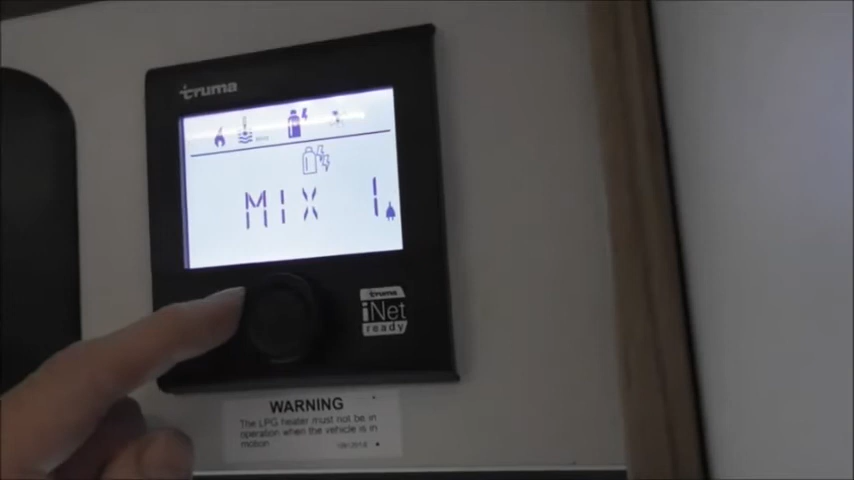 truma
MIX 1
truma
iNet
ready
WARNING
The LPG heater must not be in
operation when the vehicle is in
motion